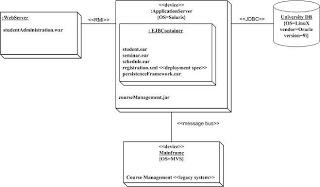 :WebServer
studentAdministration.war
<<RMI>>
<<device>>
:ApplicationServer
[OS=Solaris]
:EJBContainer
student.ear
seminar.ear
schedule.ear
registration.xml <<deployment spec>>
persistenceFramework.ear
courseManagement.jar
<<JDBC>>
University DB
{OS=LinuX
vendor=Oracle
version=9i}
<<message bus>>
<<device>>
Mainframe
[OS=MVS]
Course Management <<legacy system>>